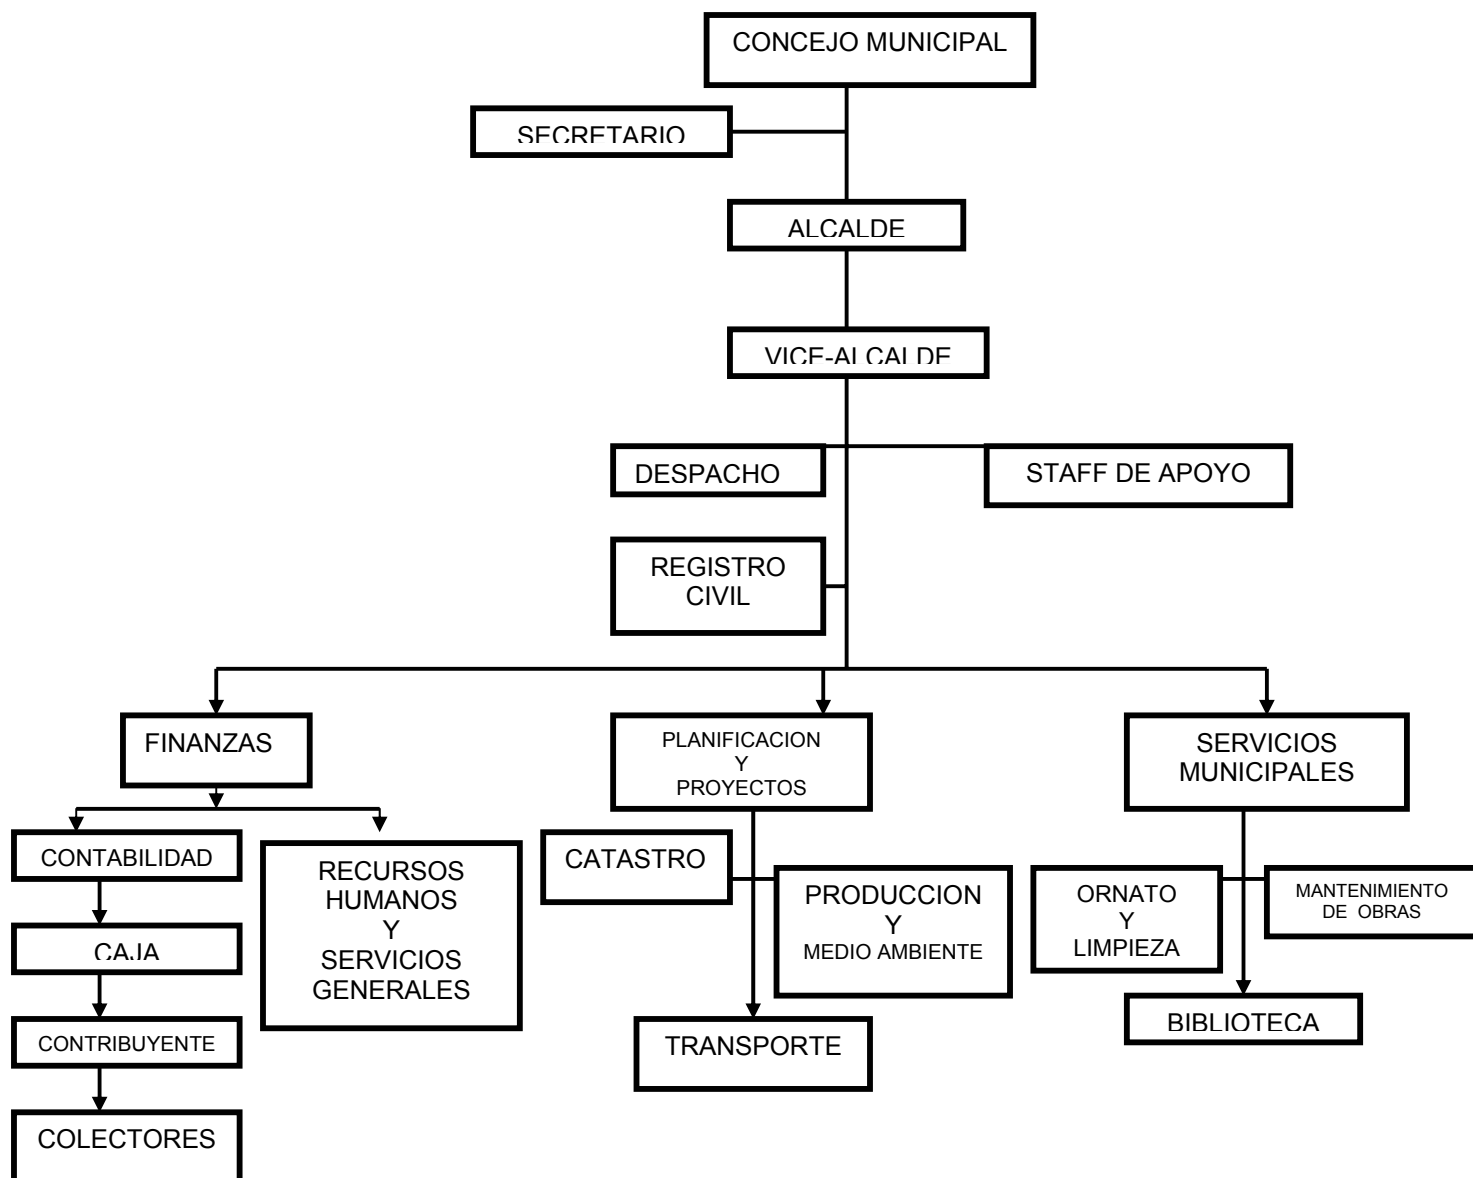 CONCEJO MUNICIPAL
SECRETARIO
ALCALDE
VICE-ALCALDE
DESPACHO
STAFF DE APOYO
REGISTRO
CIVIL
FINANZAS
PLANIFICACION
Y
PROYECTOS
SERVICIOS
MUNICIPALES
CONTABILIDAD
RECURSOS
HUMANOS
Y
SERVICIOS
GENERALES
CATASTRO
PRODUCCION
Y
MEDIO AMBIENTE
ORNATO
Y
LIMPIEZA
MANTENIMIENTO
DE OBRAS
CAJA
CONTRIBUYENTE
TRANSPORTE
BIBLIOTECA
COLECTORES